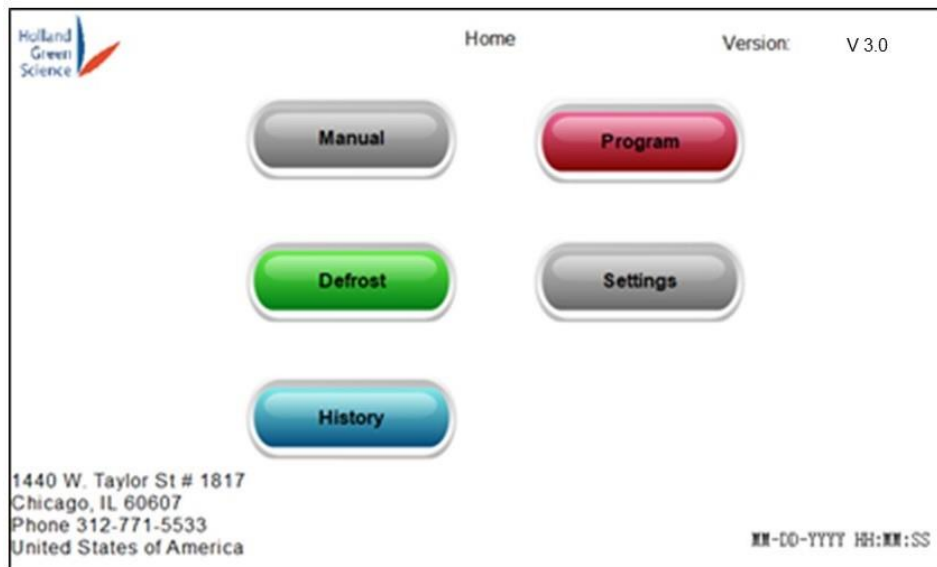 Holland
Green
Science
Home
Version: V 3.0
Manual
Program
Defrost
Settings
History
1440 W. Taylor St # 1817
Chicago, IL 60607
Phone 312-771-5533
United States of America
MM-DD-YYYY HH:MM:SS